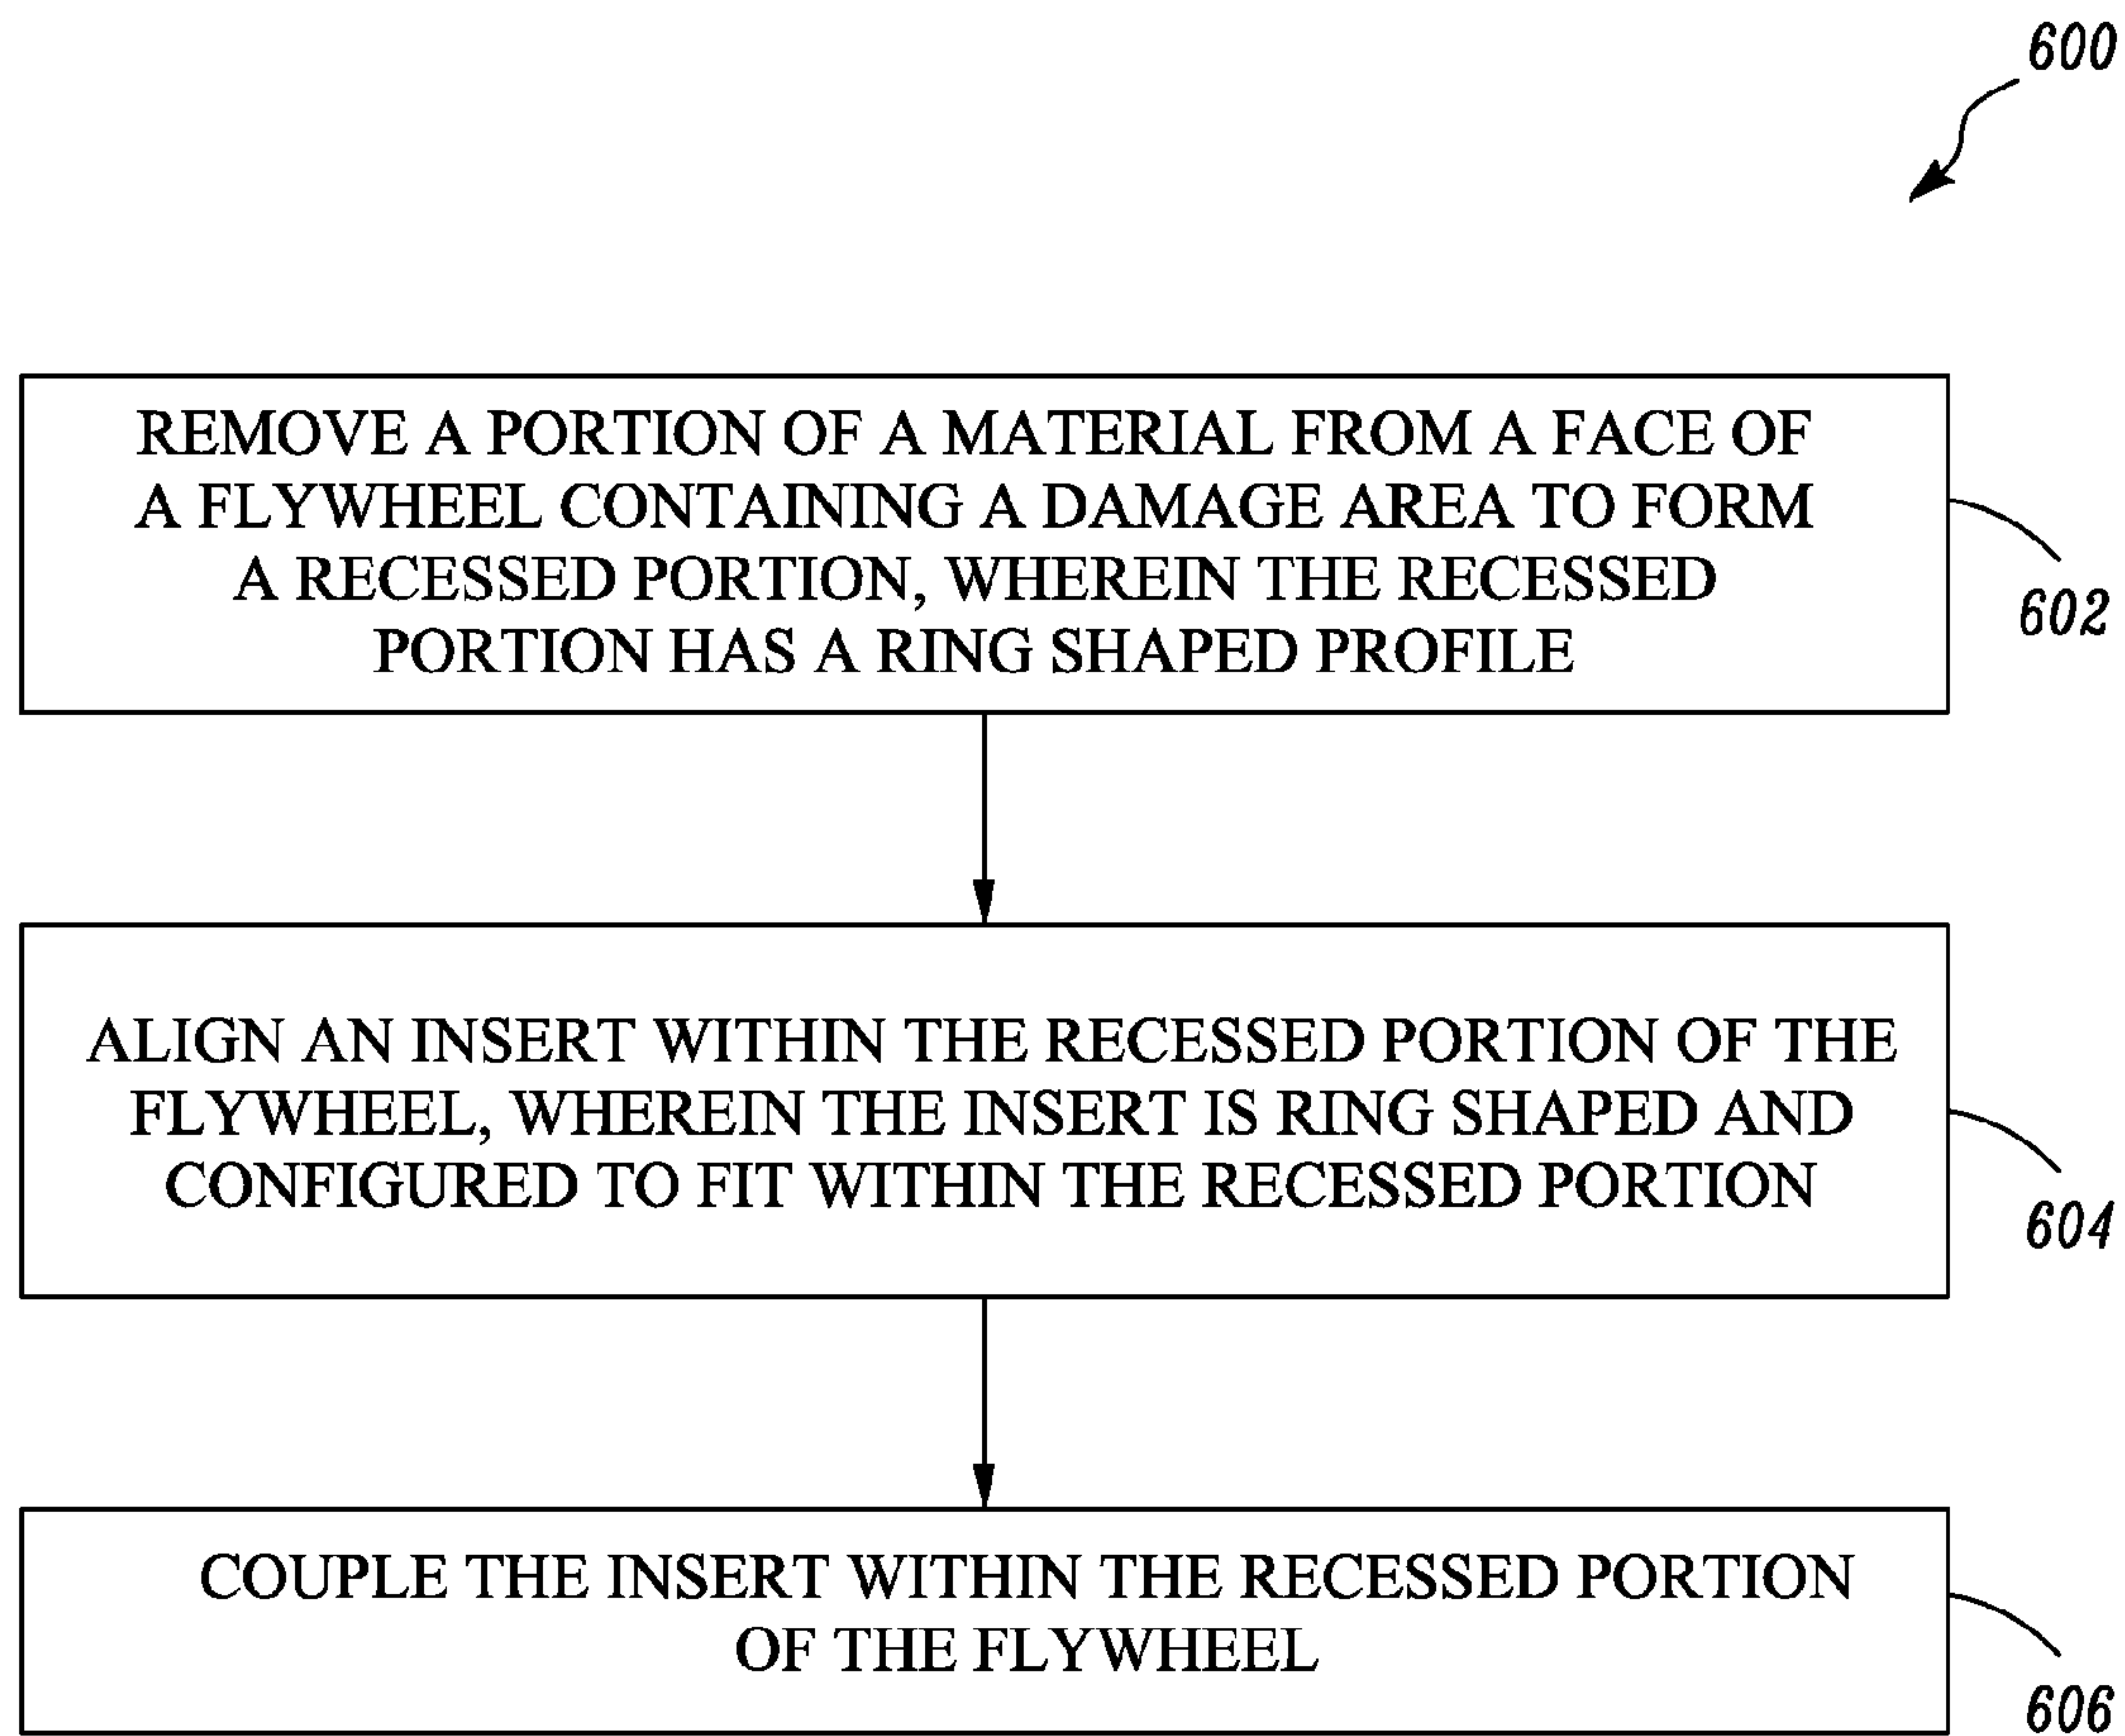 600
REMOVE A PORTION OF A MATERIAL FROM A FACE OF
A FLYWHEEL CONTAINING A DAMAGE AREA TO FORM
A RECESSED PORTION, WHEREIN THE RECESSED
PORTION HAS A RING SHAPED PROFILE
602
ALIGN AN INSERT WITHIN THE RECESSED PORTION OF THE
FLYWHEEL, WHEREIN THE INSERT IS RING SHAPED AND
CONFIGURED TO FIT WITHIN THE RECESSED PORTION
604
COUPLE THE INSERT WITHIN THE RECESSED PORTION
OF THE FLYWHEEL
606